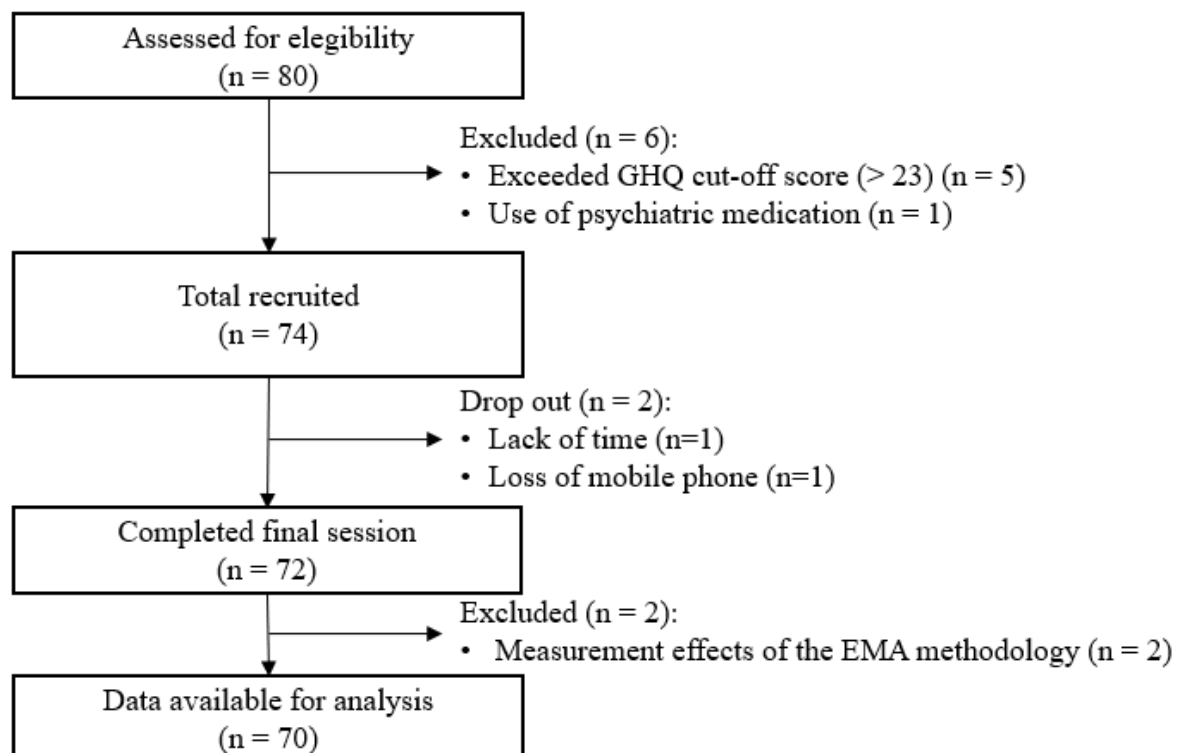 Assessed for elegibility
(n = 80)
Excluded (n = 6):
• Exceeded GHQ cut-off score (> 23) (n = 5)
• Use of psychiatric medication (n = 1)
Total recruited
(n = 74)
Drop out (n = 2):
• Lack of time (n=1)
• Loss of mobile phone (n=1)
Completed final session
(n = 72)
Excluded (n = 2):
• Measurement effects of the EMA methodology (n = 2)
Data available for analysis
(n = 70)